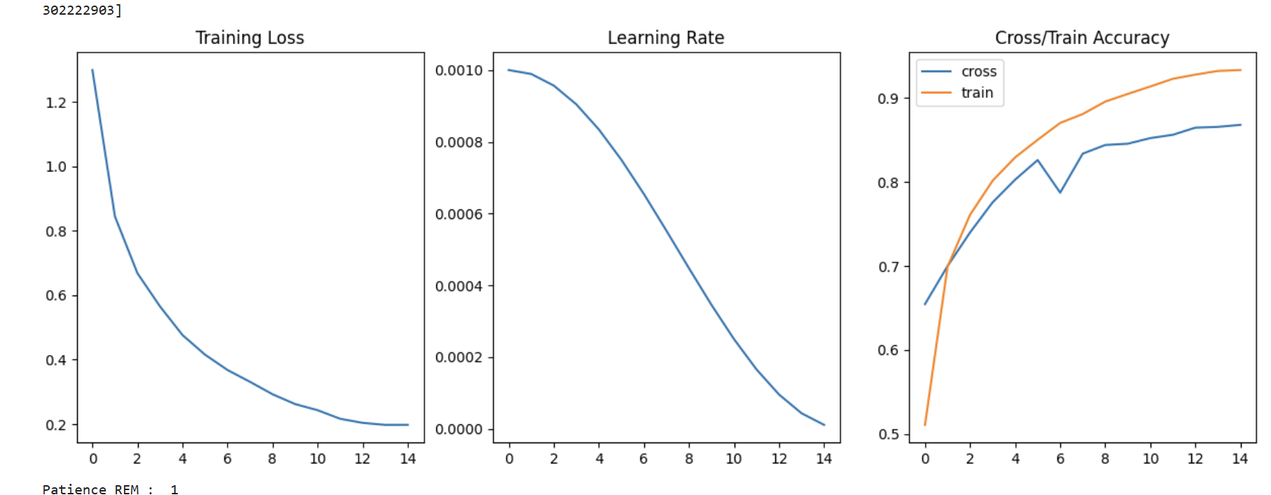 302222903]
Training Loss
1.2
1.0
0.8
0.6
0.4
0.2
0 2 4 6 8 10 12 14
Learning Rate
0.0010
0.0008
0.0006
0.0004
0.0002
0.0000
0 2 4 6 8 10 12 14
Cross/Train Accuracy
cross
train
0.9
0.8
0.7
0.6
0.5
0 2 4 6 8 10 12 14
Patience REM :  1